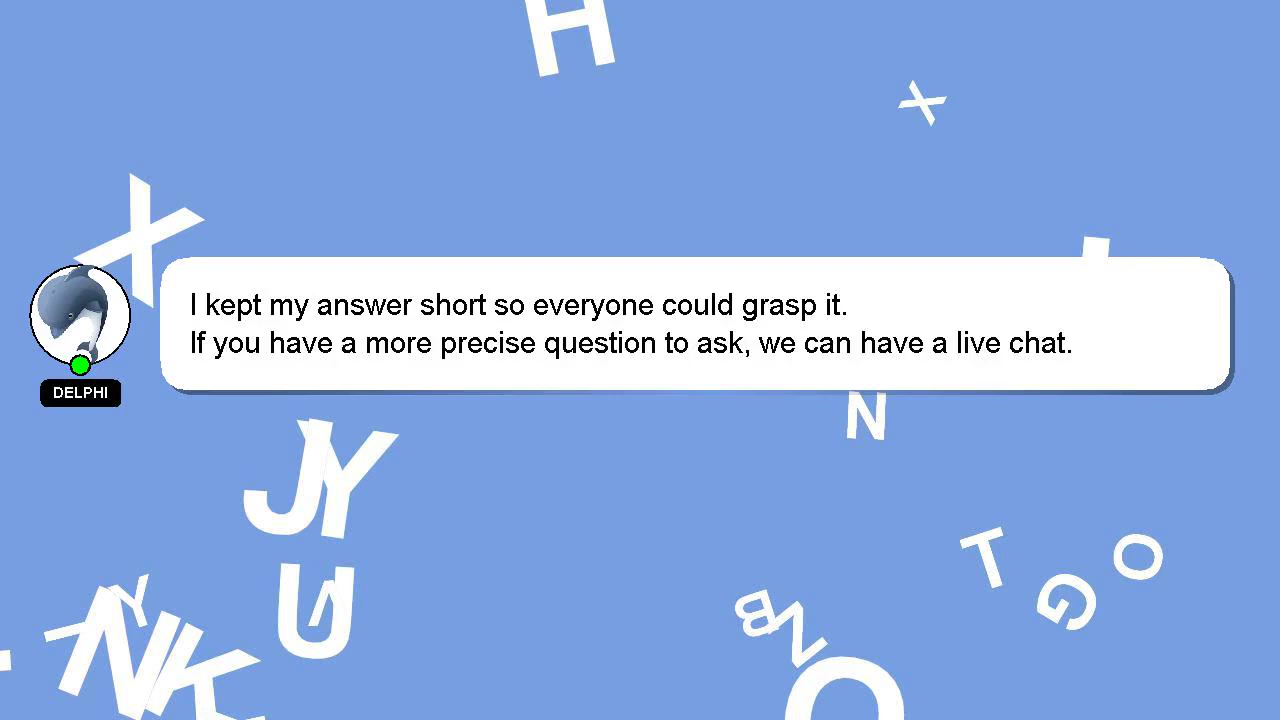 H
X
X
I kept my answer short so everyone could grasp it.
If you have a more precise question to ask, we can have a live chat.
DELPHI
N
J
Y
T
O
U
G
Y
B
N
N
K
O